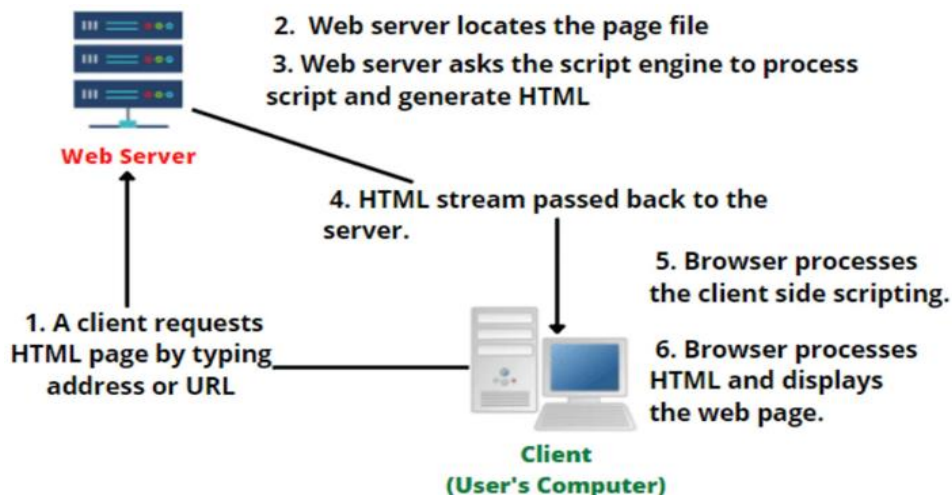 2. Web server locates the page file
3. Web server asks the script engine to process
script and generate HTML
Web Server
4. HTML stream passed back to the
server.
5. Browser processes
the client side scripting.
1. A client requests
HTML page by typing
address or URL
6. Browser processes
HTML and displays
the web page.
Client
(User's Computer)